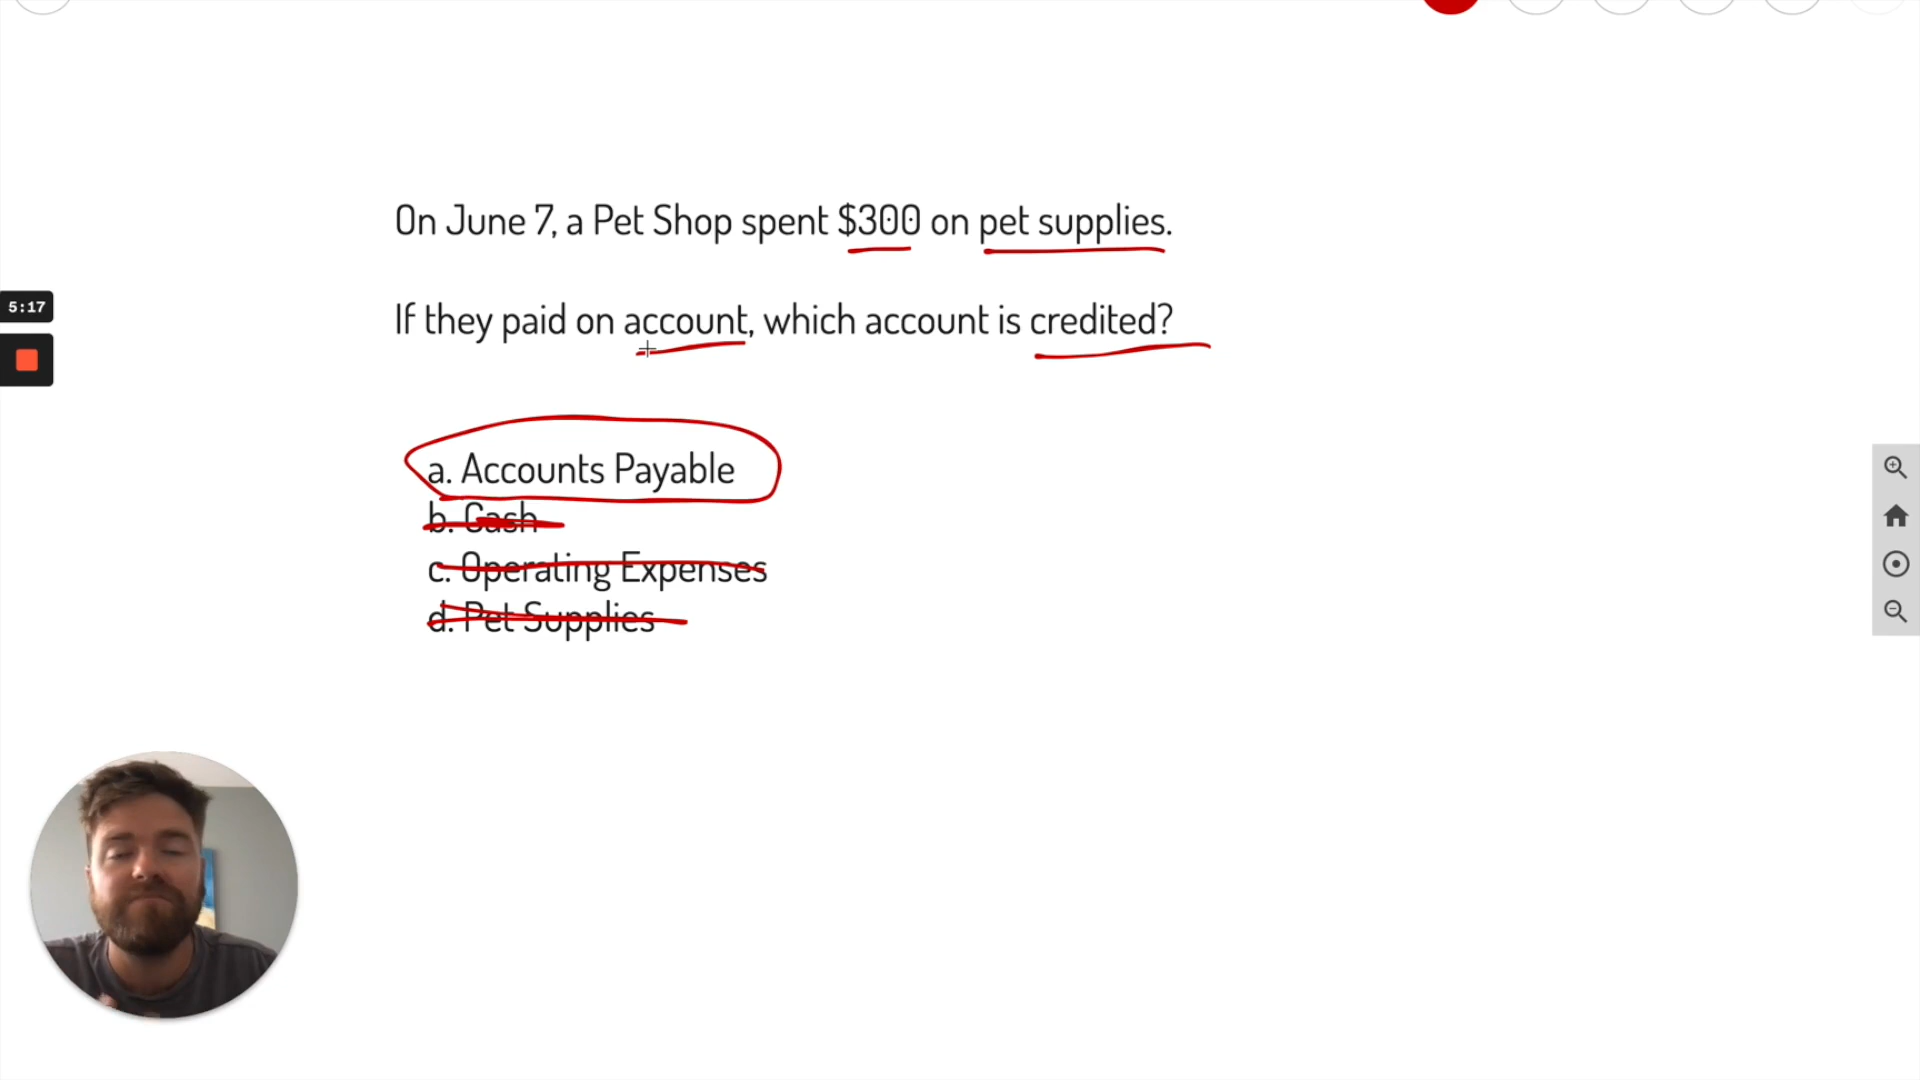 On June 7, a Pet Shop spent $300 on pet supplies.
If they paid on account, which account is credited?
5:17
a. Accounts Payable
b. Cash
c. Operating Expenses
d. Pet Supplies